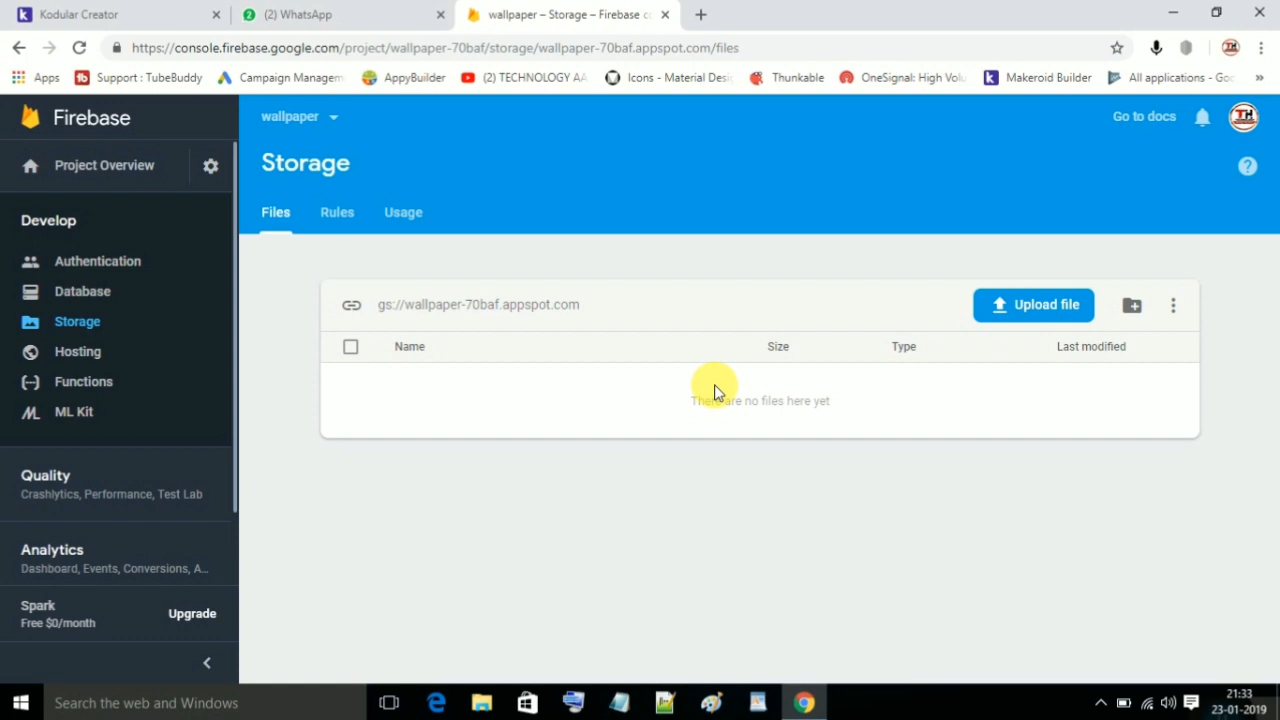 Kodular Creator
(2) WhatsApp
wallpaper – Storage – Firebase co
https://console.firebase.google.com/project/wallpaper-70baf/storage/wallpaper-70baf.appspot.com/files
Apps
Support : TubeBuddy
Campaign Managem
AppyBuilder
(2) TECHNOLOGY AA
Icons - Material Desi
Thunkable
OneSignal: High Volu
Makeroid Builder
All applications - Goo
»
Firebase
wallpaper
Go to docs
TH
Project Overview
Storage
Files
Rules
Usage
Develop
Authentication
Database
Storage
Hosting
Functions
ML Kit
gs://wallpaper-70baf.appspot.com
Upload file
Name
Size
Type
Last modified
There are no files here yet
Quality
Crashlytics, Performance, Test Lab
Analytics
Dashboard, Events, Conversions, A...
Spark
Free $0/month
Upgrade
Search the web and Windows
21:33
23-01-2019